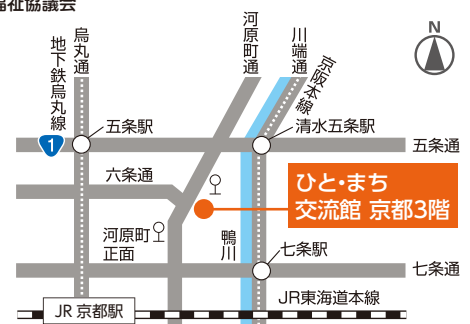 福祉協議会
烏丸通
地下鉄烏丸線
河原町通
川端通
京阪本線
N
1
五条駅
清水五条駅
五条通
六条通
ひと・まち
交流館 京都3階
河原町
正面
鴨川
七条駅
七条通
JR東海道本線
JR 京都駅